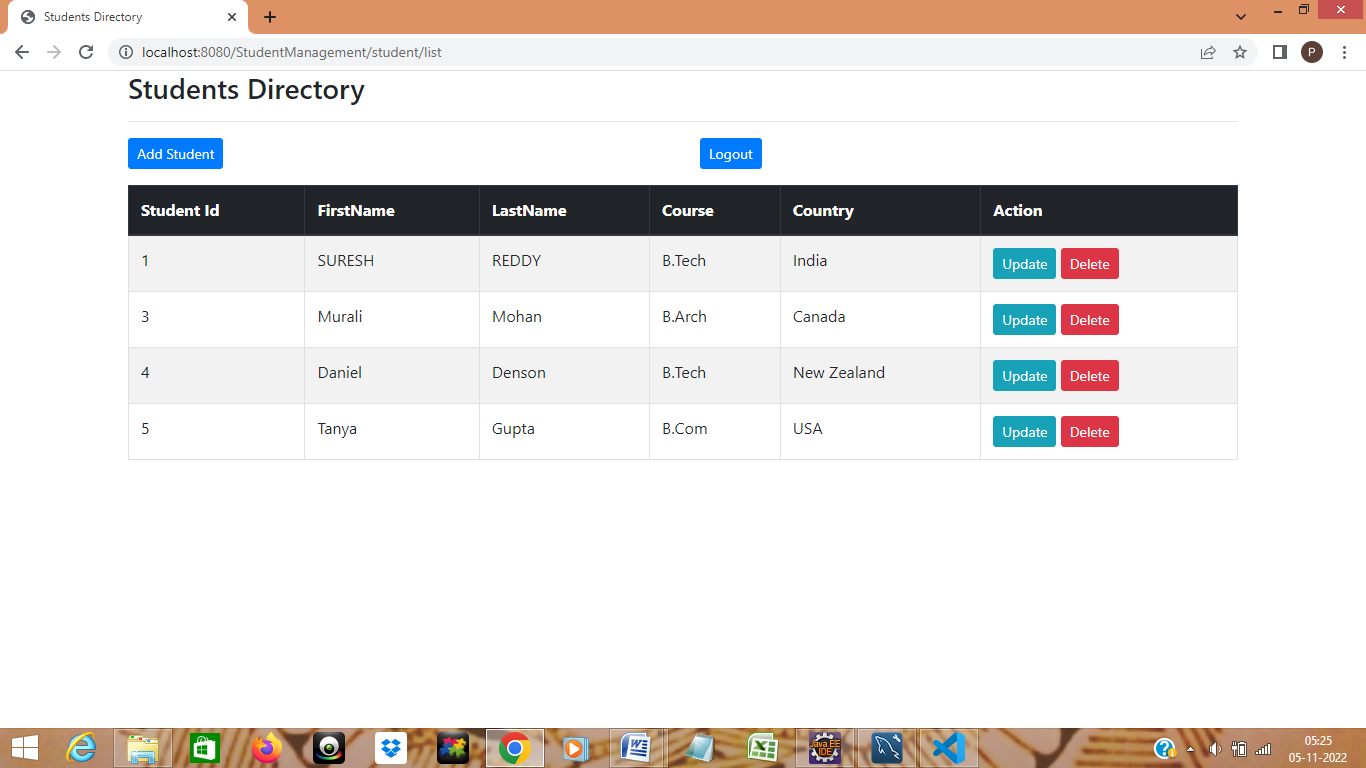 Students Directory
localhost:8080/StudentManagement/student/list
P
Students Directory
Add Student Logout
Student Id FirstName LastName Course Country Action
1 SURESH REDDY B.Tech India Update Delete
3 Murali Mohan B.Arch Canada Update Delete
4 Daniel Denson B.Tech New Zealand Update Delete
5 Tanya Gupta B.Com USA Update Delete
Java EE
IDE
05:25
05-11-2022